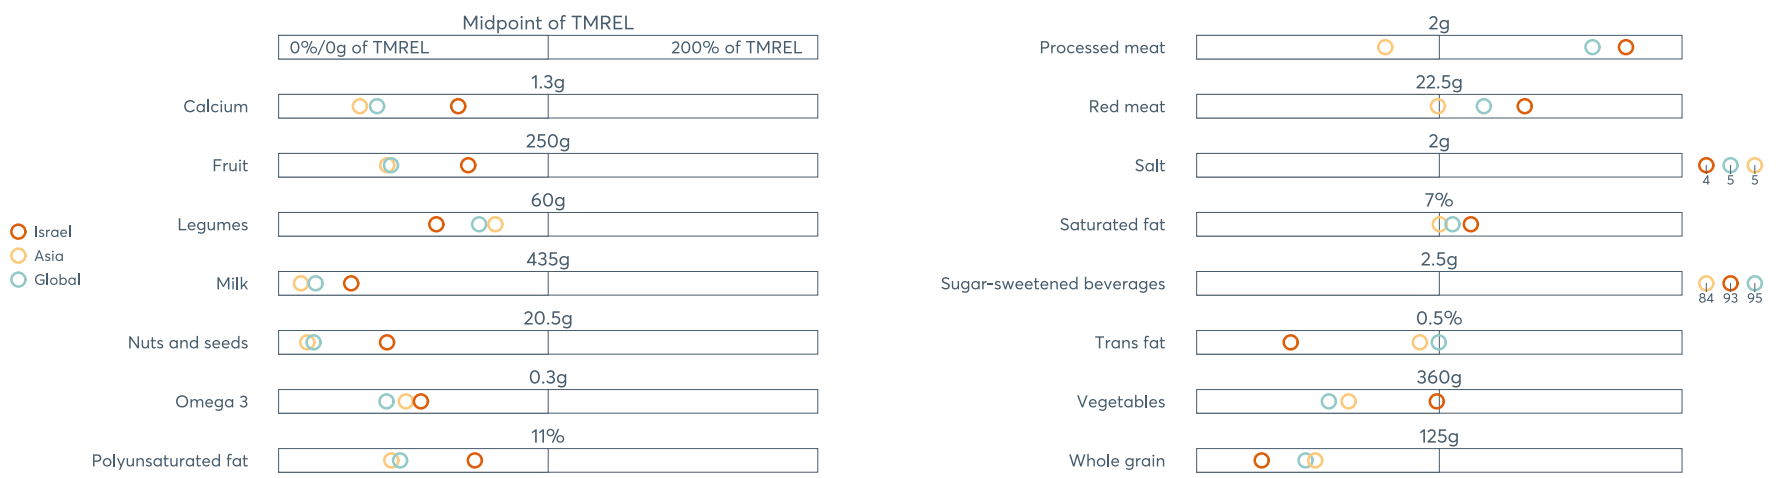 Midpoint of TMREL
0%/0g of TMREL 200% of TMREL
1.3g
Calcium
250g
Fruit
60g
Legumes
435g
Milk
20.5g
Nuts and seeds
0.3g
Omega 3
11%
Polyunsaturated fat
Israel
Asia
Global
2g
Processed meat
22.5g
Red meat
2g
Salt
4 5 5
7%
Saturated fat
2.5g
Sugar-sweetened beverages
84 93 95
0.5%
Trans fat
360g
Vegetables
125g
Whole grain